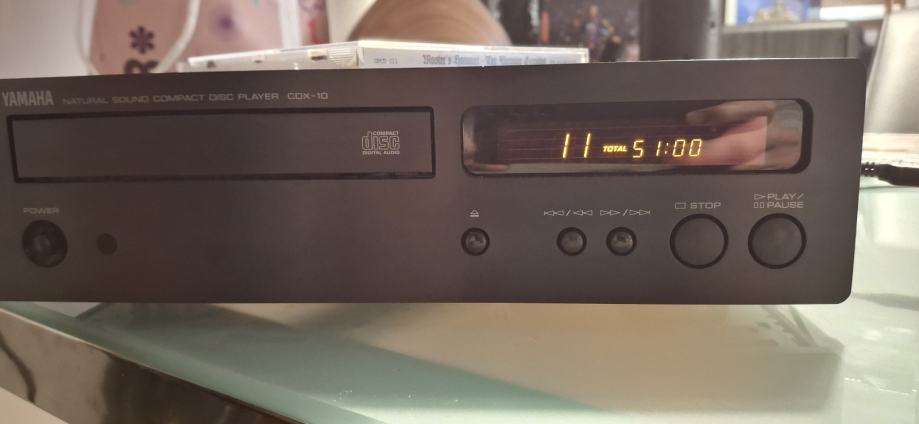 YAMAHA NATURAL SOUND COMPACT DISC PLAYER CDX-10
COMPACT
disc
DIGITAL AUDIO
11 TOTAL 51:00
POWER
STOP
PLAY/
PAUSE